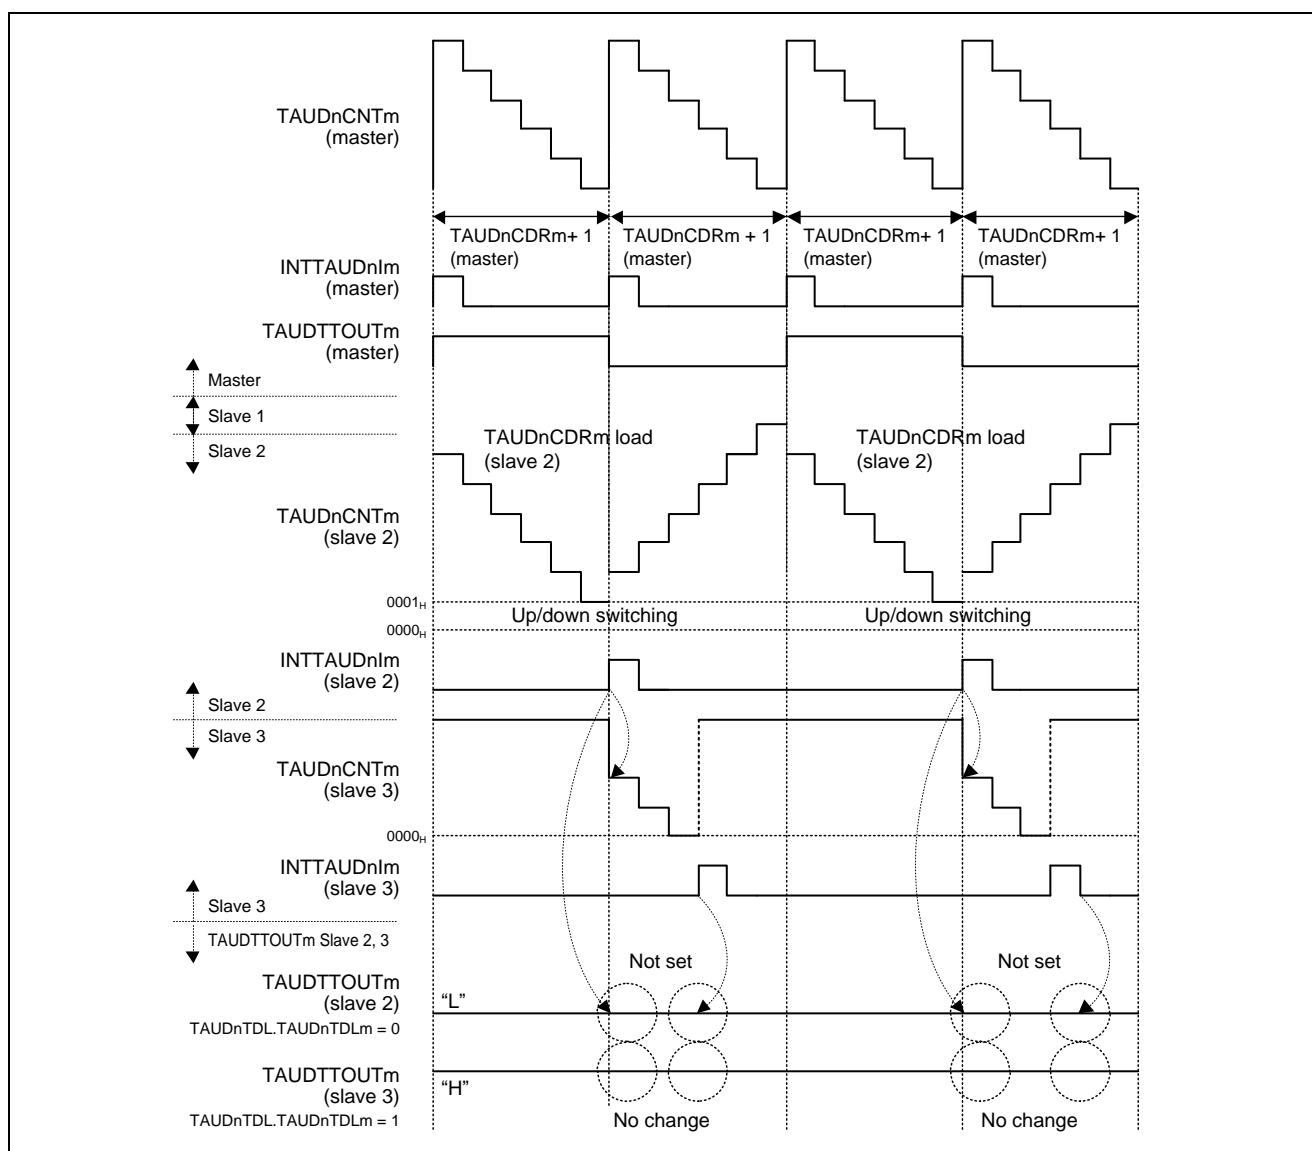 TAUDnCNTm
(master)
TAUDnCDRm+ 1
(master)
TAUDnCDRm + 1
(master)
TAUDnCDRm+ 1
(master)
TAUDnCDRm+ 1
(master)
INTTAUDnIm
(master)
TAUDTTOUTm
(master)
Master
Slave 1
Slave 2
TAUDnCDRm load
(slave 2)
TAUDnCDRm load
(slave 2)
TAUDnCNTm
(slave 2)
0001H
Up/down switching
Up/down switching
0000H
INTTAUDnIm
(slave 2)
Slave 2
Slave 3
TAUDnCNTm
(slave 3)
0000H
INTTAUDnIm
(slave 3)
Slave 3
TAUDTTOUTm Slave 2, 3
Not set
Not set
TAUDTTOUTm
(slave 2)
"L"
TAUDnTDL.TAUDnTDLm = 0
TAUDTTOUTm
(slave 3)
"H"
TAUDnTDL.TAUDnTDLm = 1
No change
No change